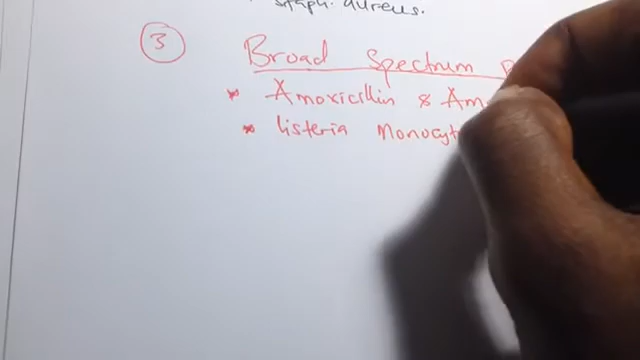 Staph. aureus.
3
Broad Spectrum
* Amoxicillin &
* listeria